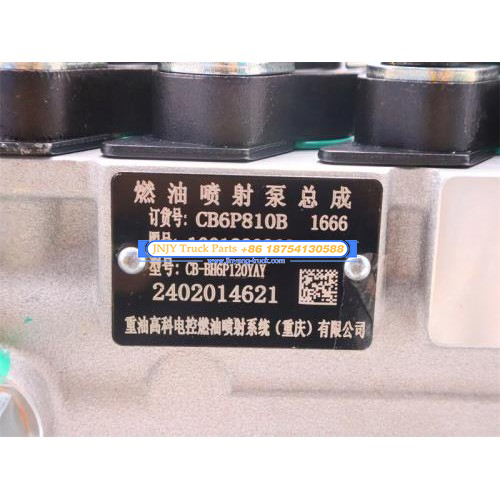 燃油喷射泵总成
订货号: CB6P810B 1666
JNJY Truck Parts +86 18754130588
型号: CB-BH6P120YAY
2402014621
重油高科电控燃油喷射系统（重庆）有限公司